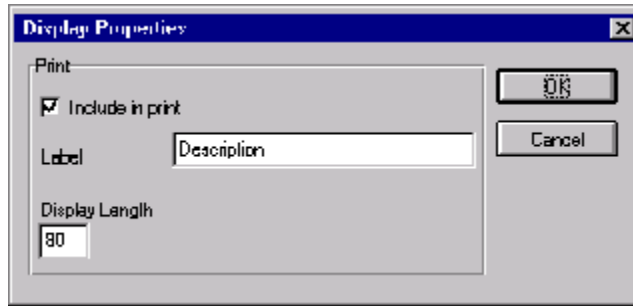 Display Properties
Print
OK
Include in print
Cancel
Label
Description
Display Length
80